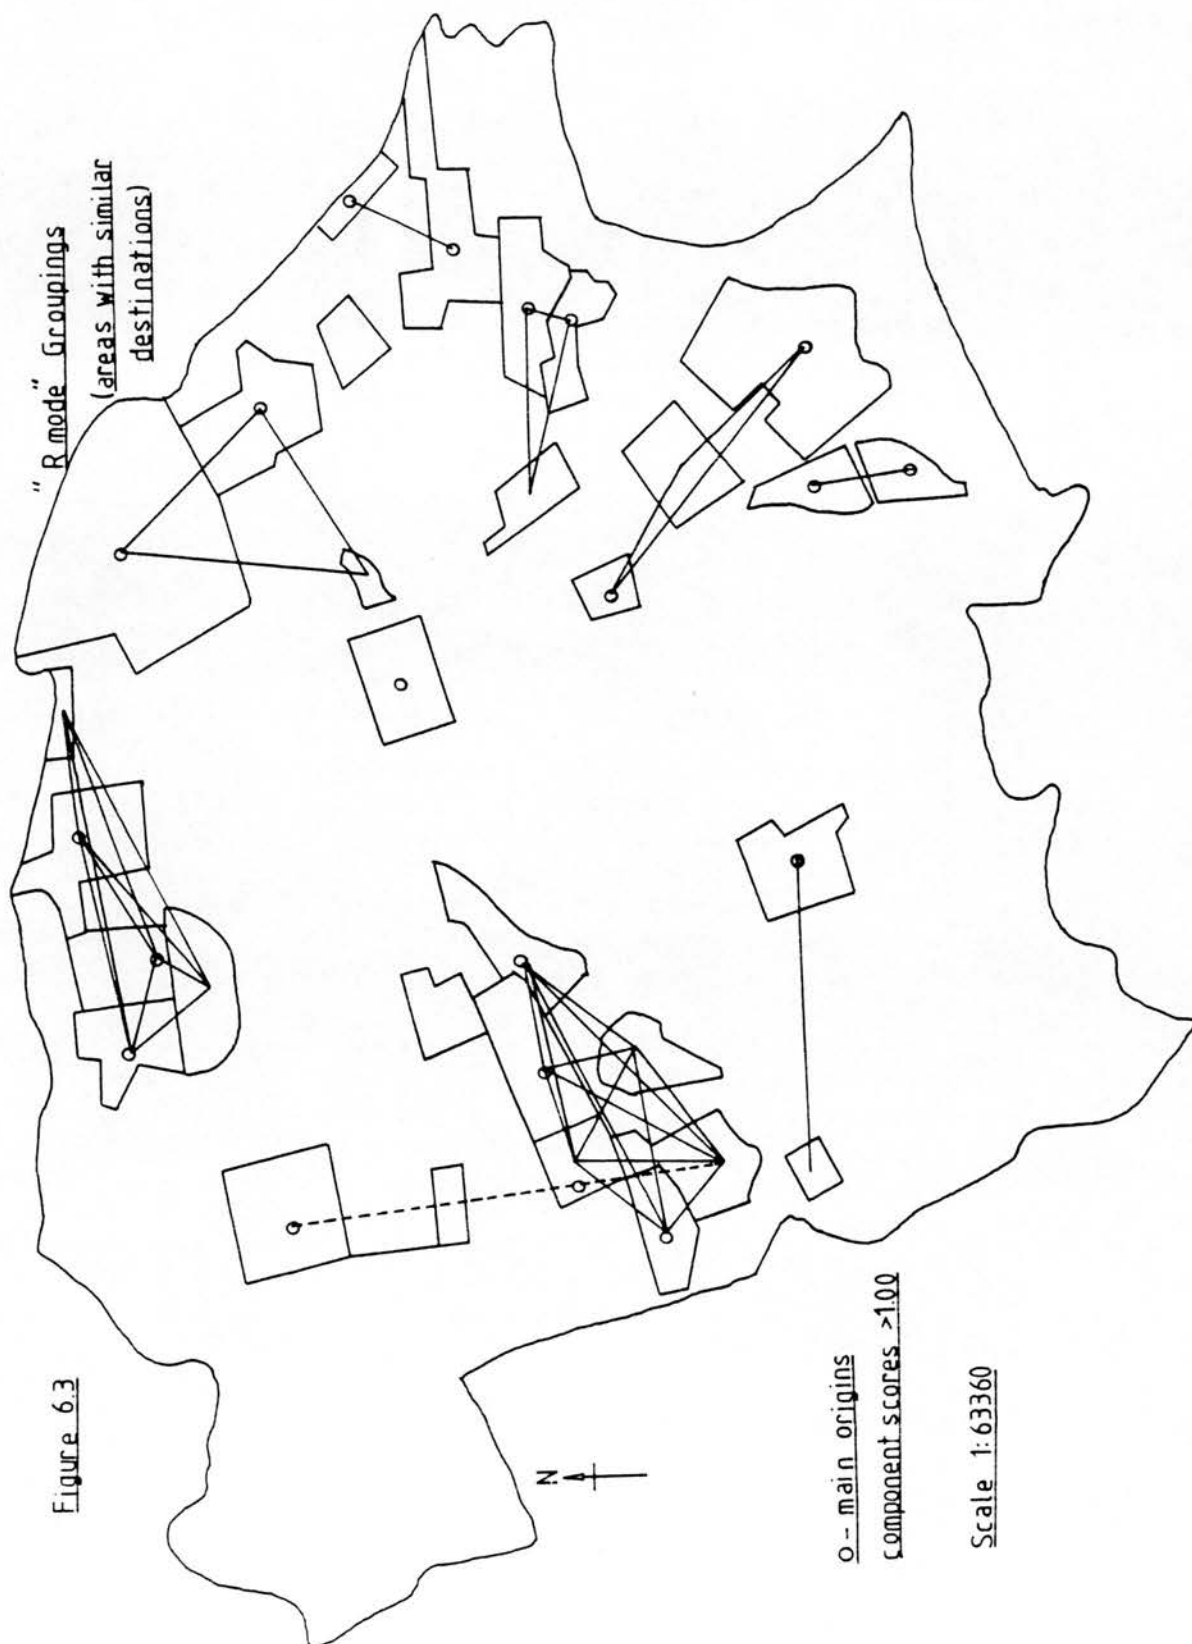 Figure 6.3
"R mode" Groupings
(areas with similar
destinations)
N
O - main origins
component scores >1.00
Scale 1:63360